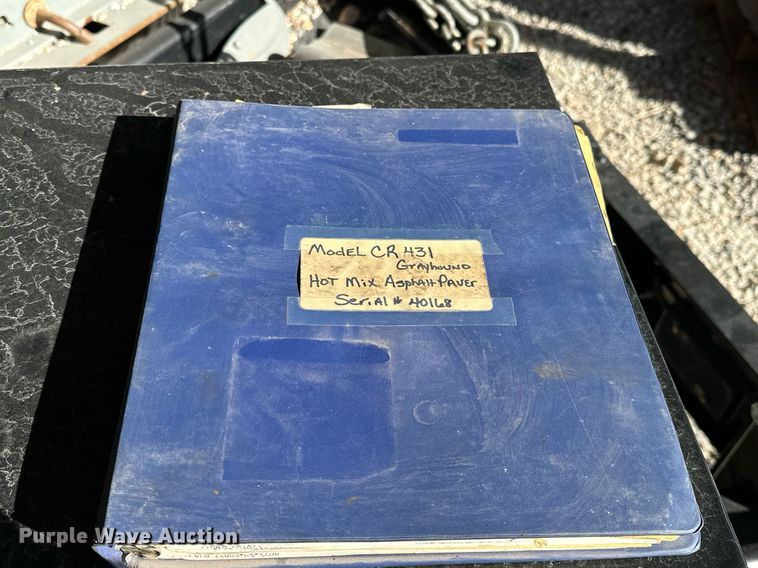 Model CR 431
Grayhound
Hot Mix Asphalt Paver
Serial # 40168
Purple Wave Auction